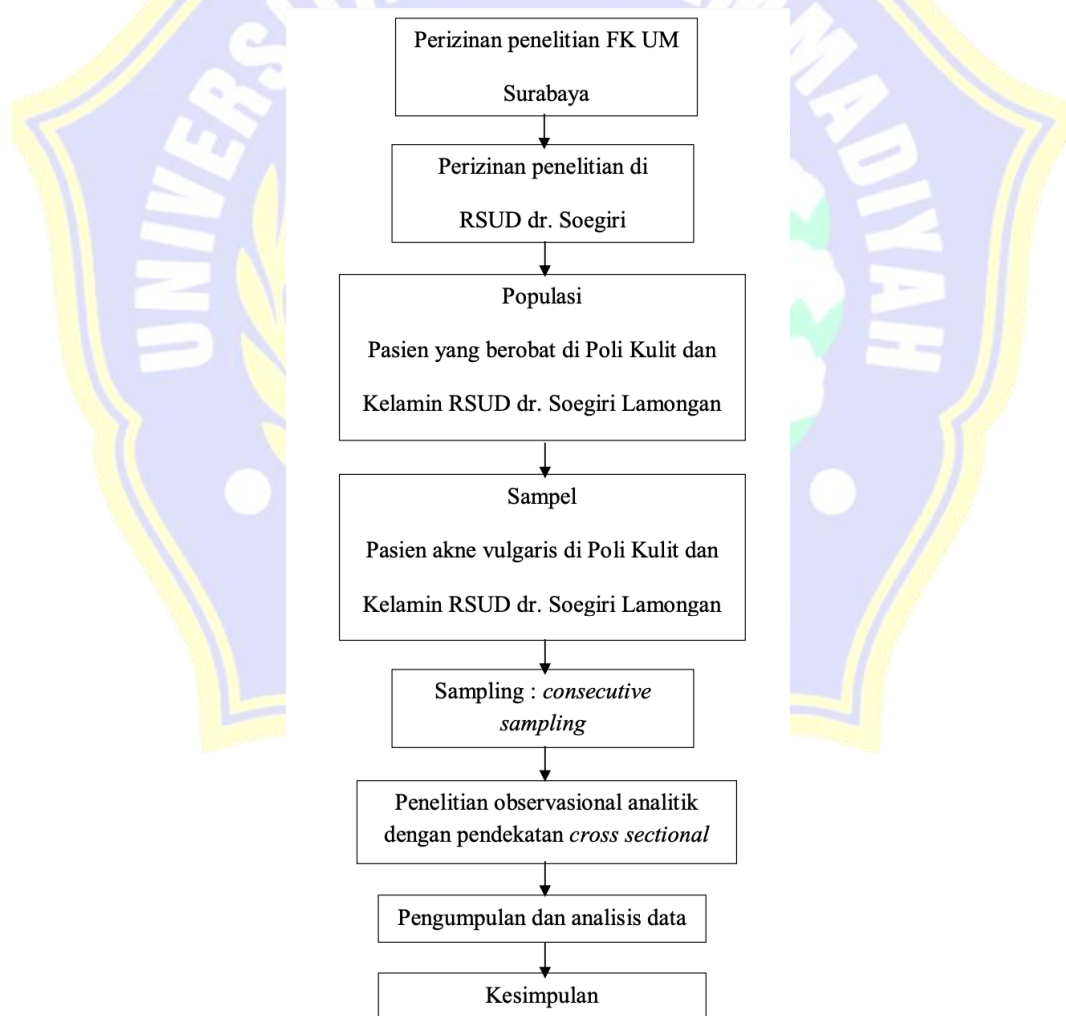 UNIVERS
MADIYAH
Perizinan penelitian FK UM
Surabaya
Perizinan penelitian di
RSUD dr. Soegiri
Populasi
Pasien yang berobat di Poli Kulit dan
Kelamin RSUD dr. Soegiri Lamongan
Sampel
Pasien akne vulgaris di Poli Kulit dan
Kelamin RSUD dr. Soegiri Lamongan
Sampling : consecutive
sampling
Penelitian observasional analitik
dengan pendekatan cross sectional
Pengumpulan dan analisis data
Kesimpulan